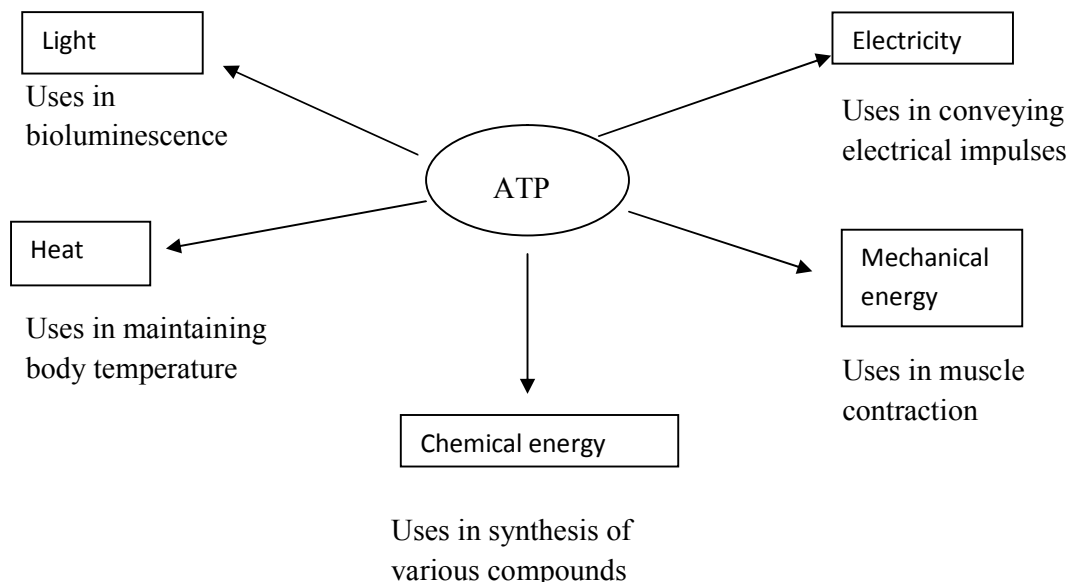 Light
Uses in
bioluminescence
Electricity
Uses in conveying
electrical impulses
ATP
Heat
Uses in maintaining
body temperature
Mechanical
energy
Uses in muscle
contraction
Chemical energy
Uses in synthesis of
various compounds